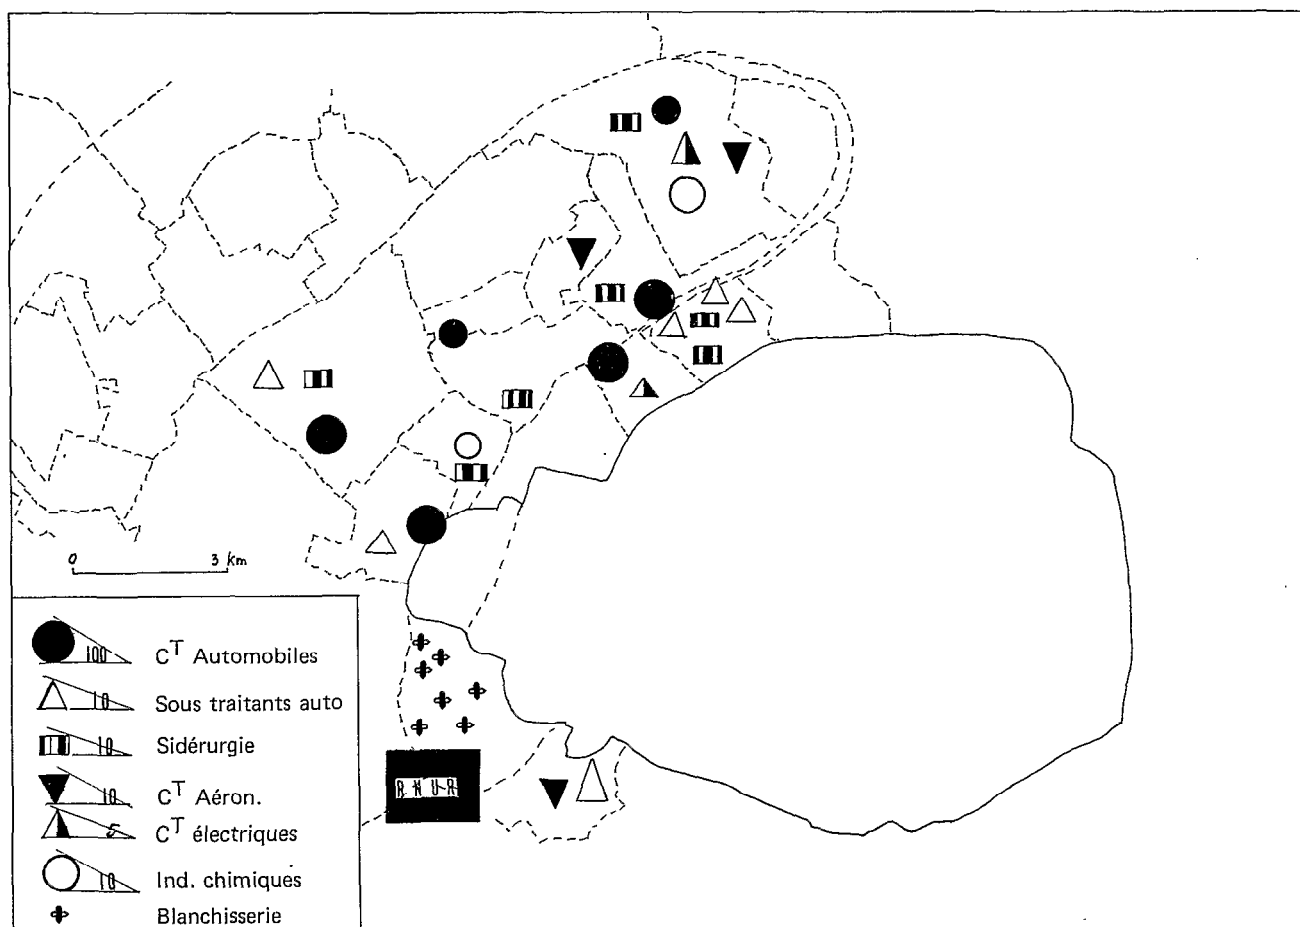 0 3 km
100 CT Automobiles
10 Sous traitants auto
10 Sidérurgie
10 CT Aéron.
5 CT électriques
10 Ind. chimiques
Blanchisserie
R N U R